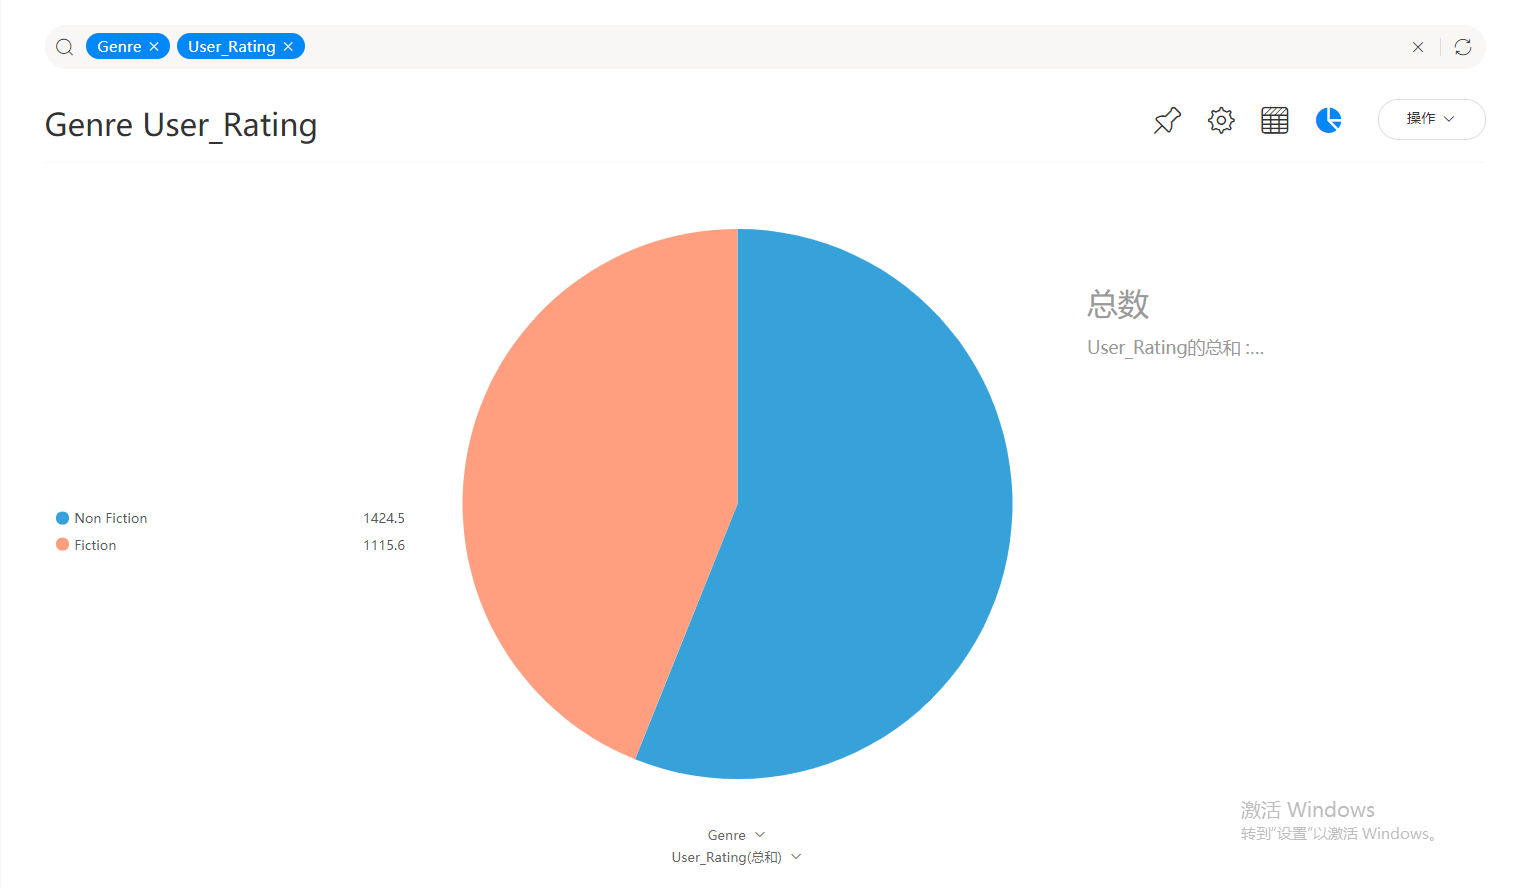 Genre User_Rating
Genre User_Rating
操作
总数
User_Rating的总和 :...
Non Fiction 1424.5
Fiction 1115.6
Genre
User_Rating(总和)
激活 Windows
转到“设置”以激活 Windows。